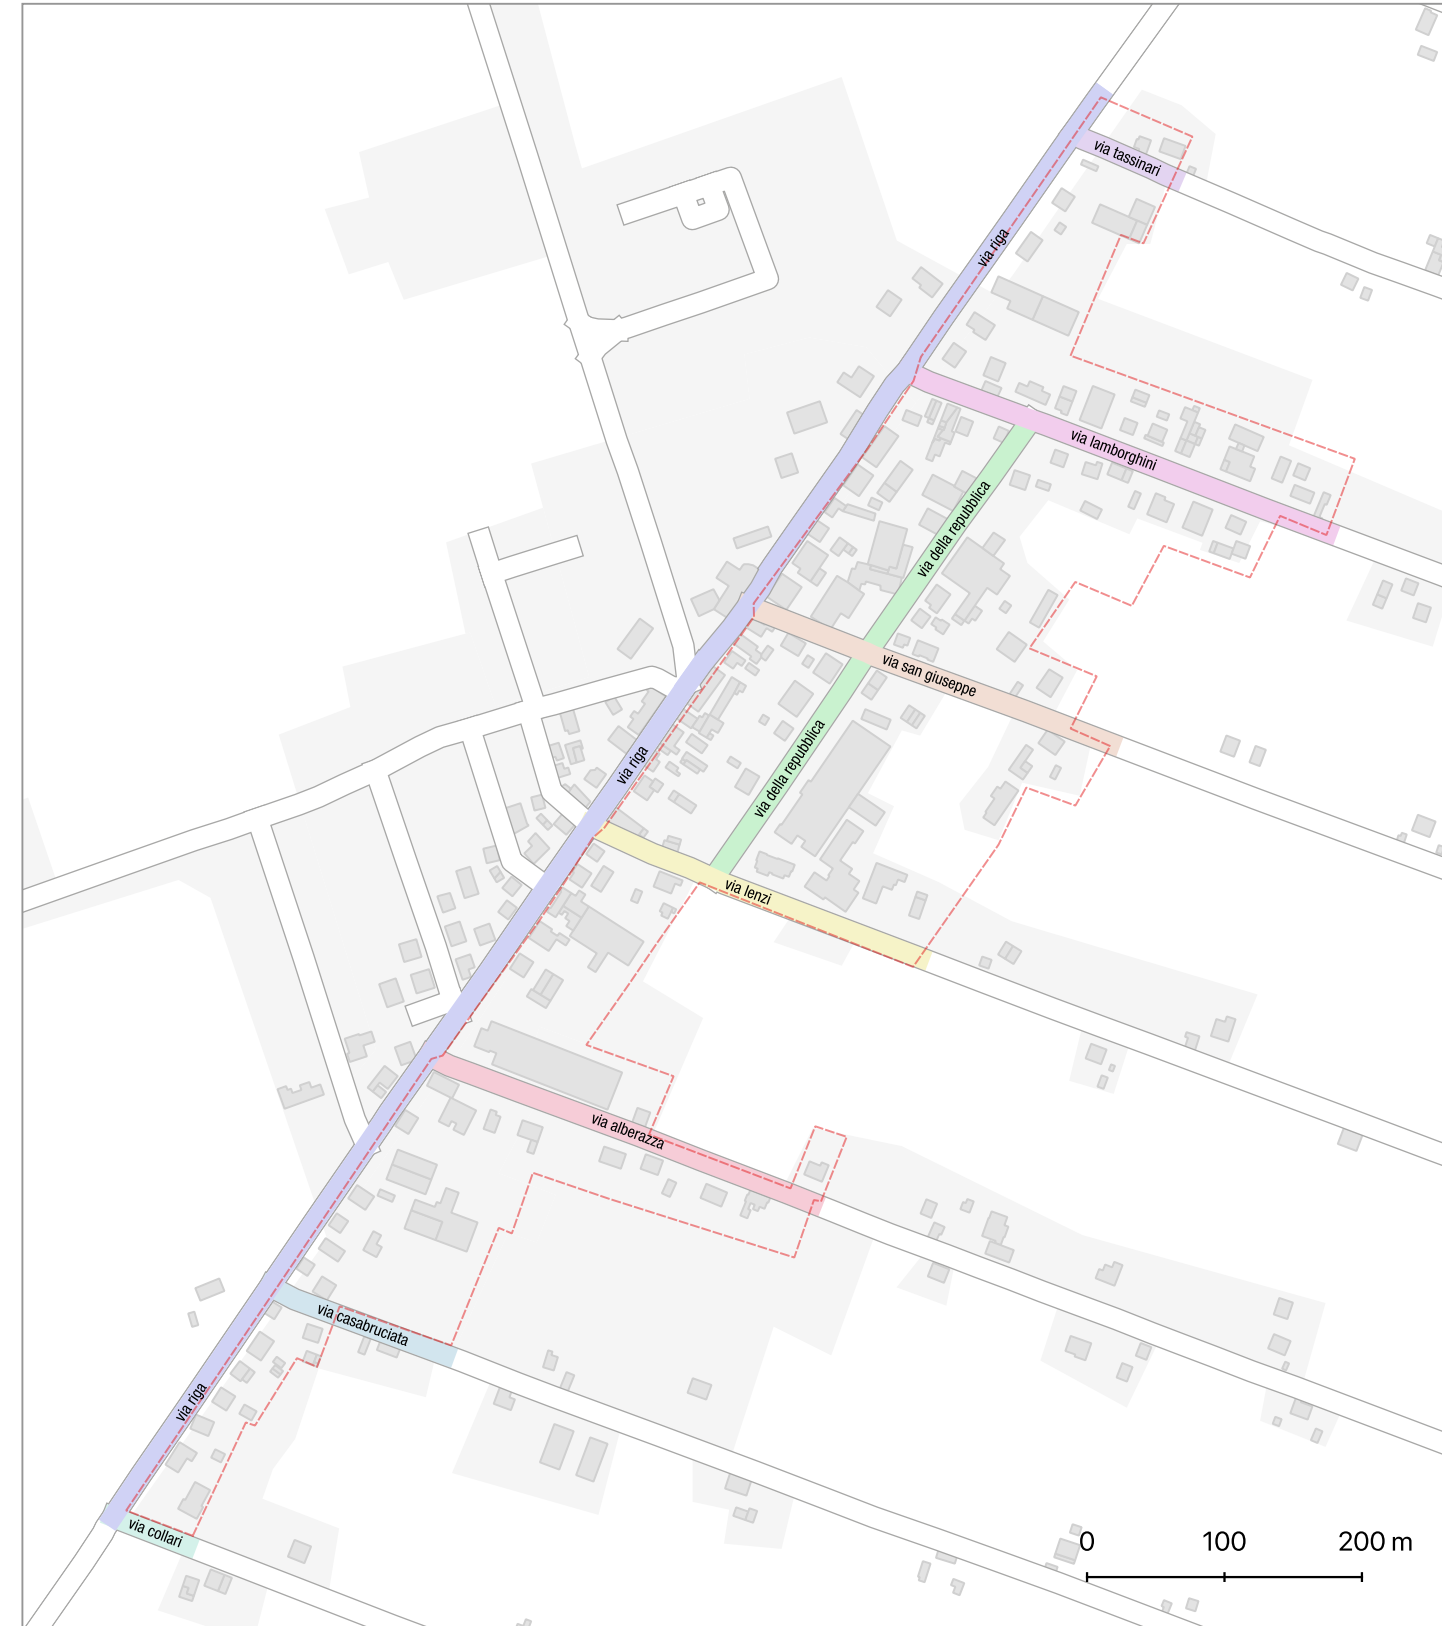 via tassinari
via riga
via lamborghini
via della repubblica
via san giuseppe
via riga
via della repubblica
via lenzi
via alberazza
via casabruciata
via riga
via collari
0 100 200 m